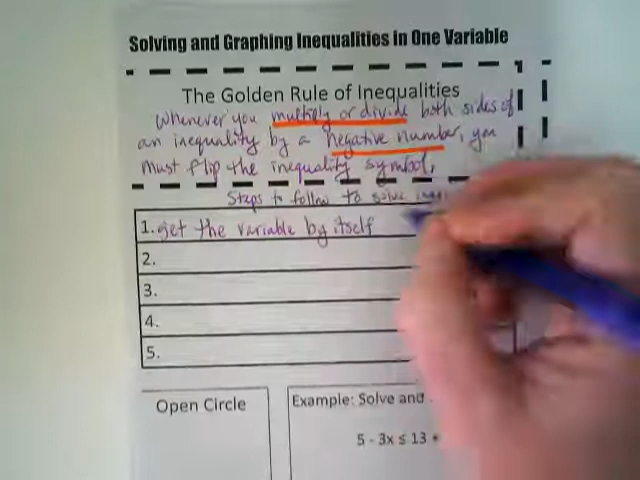 Solving and Graphing Inequalities in One Variable
The Golden Rule of Inequalities
Whenever you multiply or divide both sides of
an inequality by a negative number, you
must flip the inequality symbol.
Steps to follow to solve
1. get the variable by itself
2.
3.
4.
5.
Open Circle
Example: Solve and
5 - 3x ≤ 13